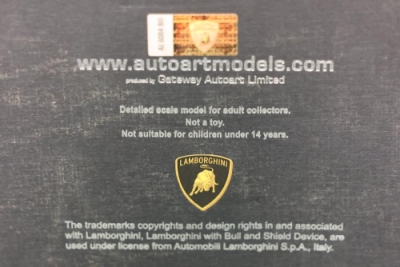 www.autoartmodels.com
produced by Gateway Autoart Limited
Detailed scale model for adult collectors.
Not a toy.
Not suitable for children under 14 years.
LAMBORGHINI
The trademarks copyrights and design rights in and associated
with Lamborghini, Lamborghini with Bull and Shield Device, are
used under license from Automobili Lamborghini S.p.A., Italy.